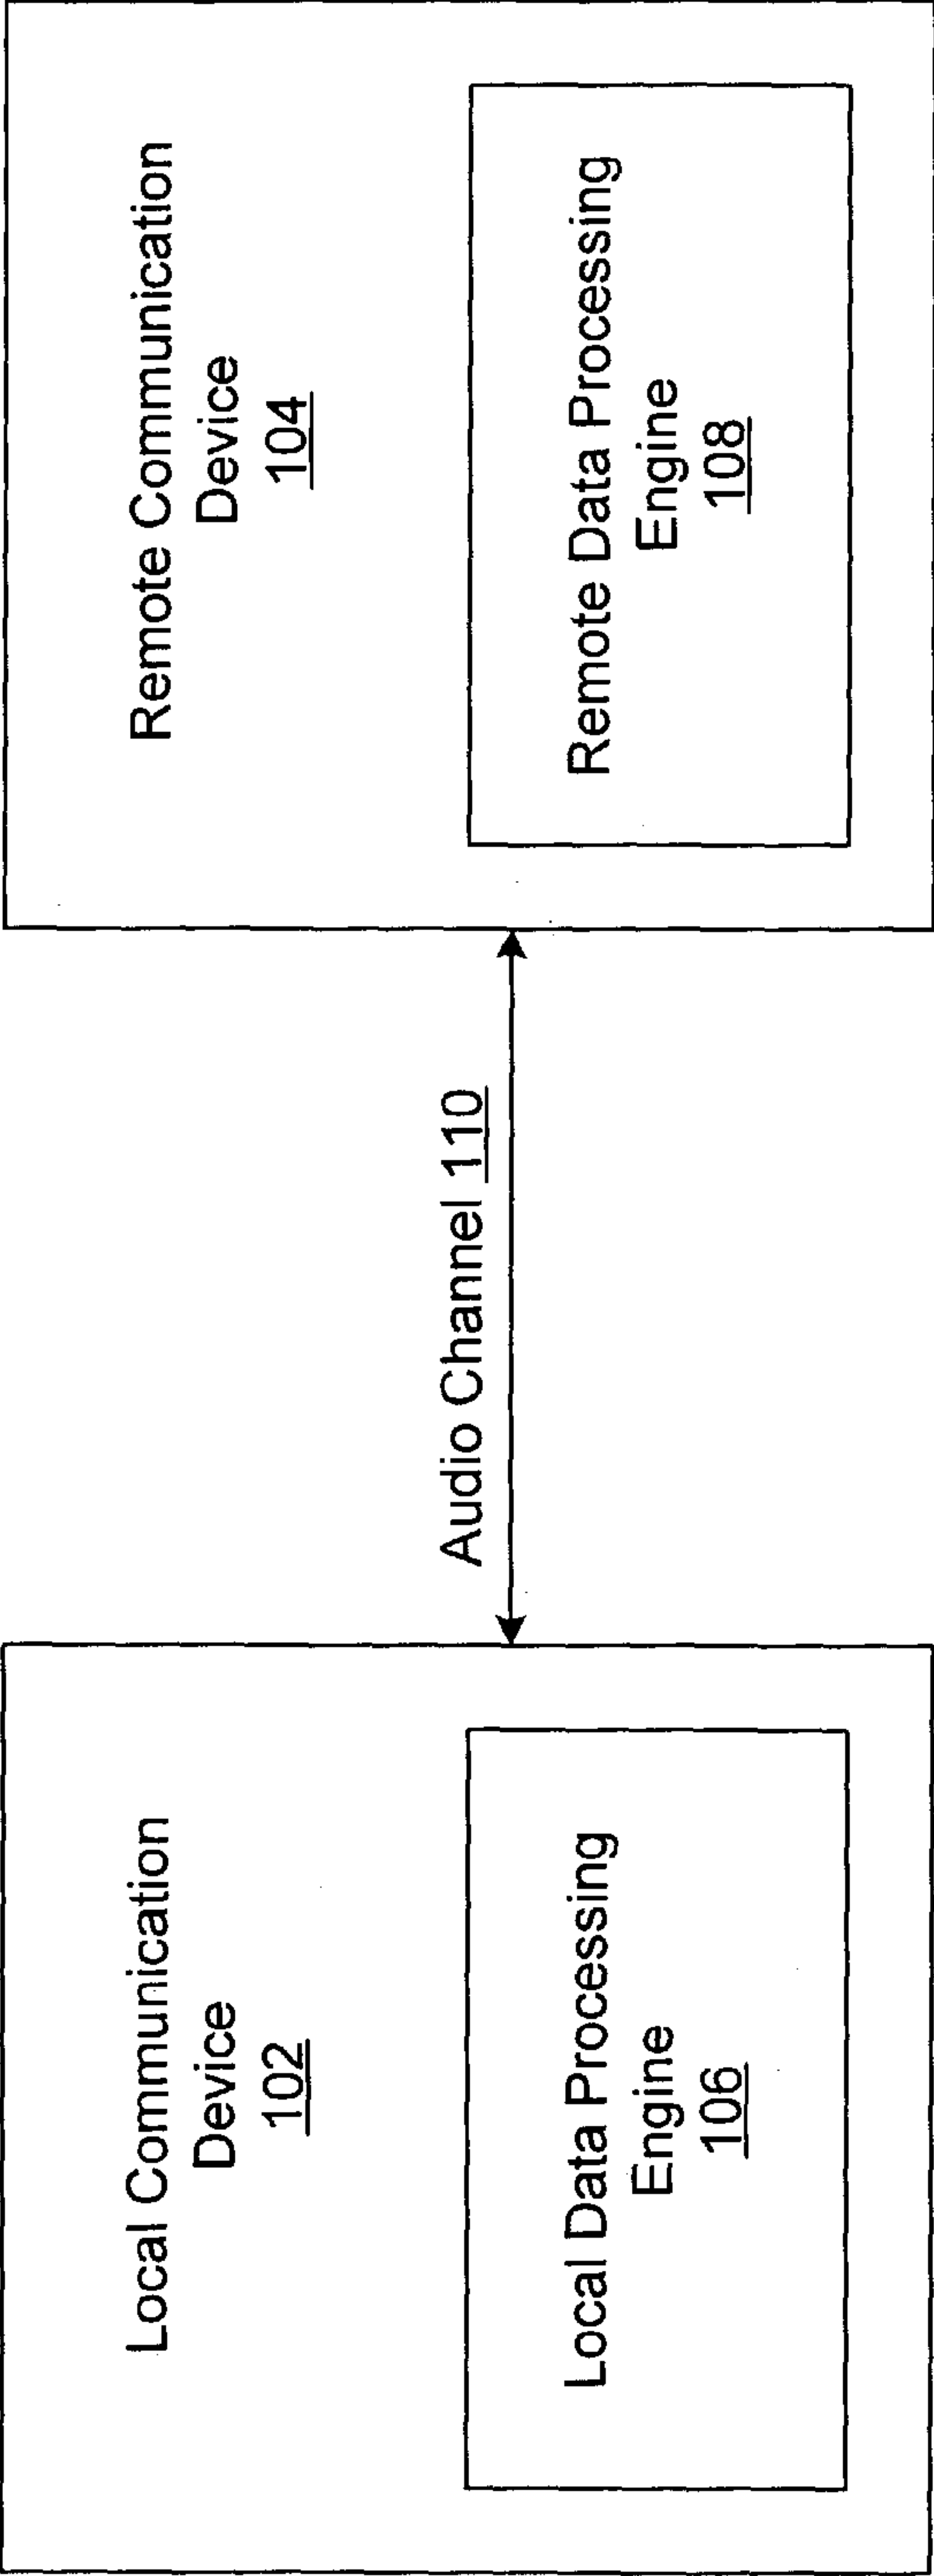 Local Communication
Device
102
Local Data Processing
Engine
106
Audio Channel 110
Remote Communication
Device
104
Remote Data Processing
Engine
108